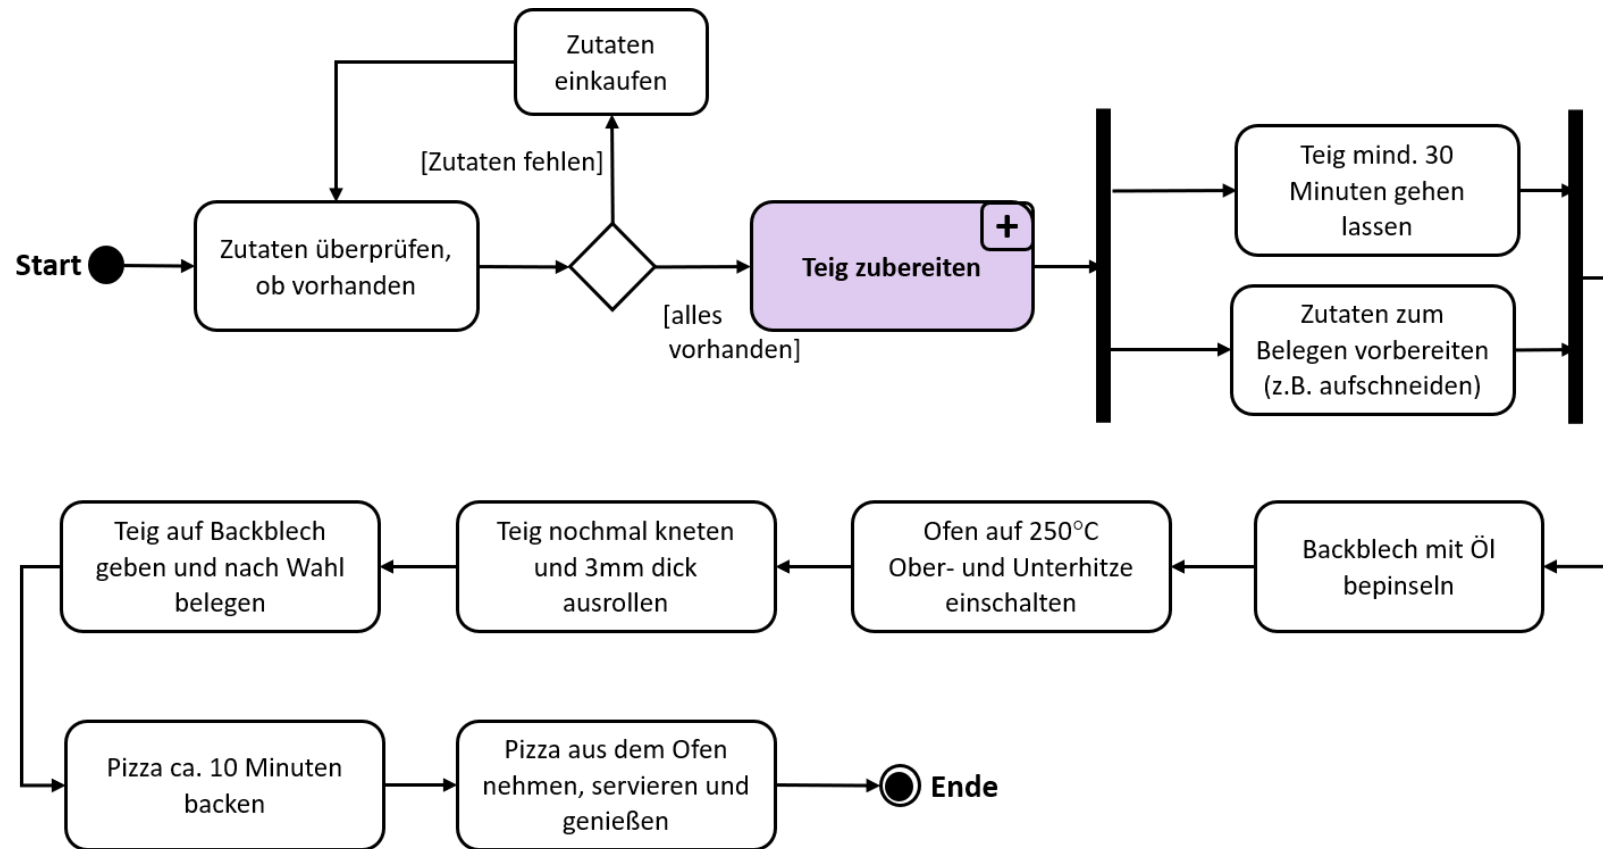 Zutaten
einkaufen
[Zutaten fehlen]
Start
Zutaten überprüfen,
ob vorhanden
[alles
vorhanden]
+
Teig zubereiten
Teig mind. 30
Minuten gehen
lassen
Zutaten zum
Belegen vorbereiten
(z.B. aufschneiden)
Backblech mit Öl
bepinseln
Ofen auf 250°C
Ober- und Unterhitze
einschalten
Teig nochmal kneten
und 3mm dick
ausrollen
Teig auf Backblech
geben und nach Wahl
belegen
Pizza ca. 10 Minuten
backen
Pizza aus dem Ofen
nehmen, servieren und
genießen
Ende